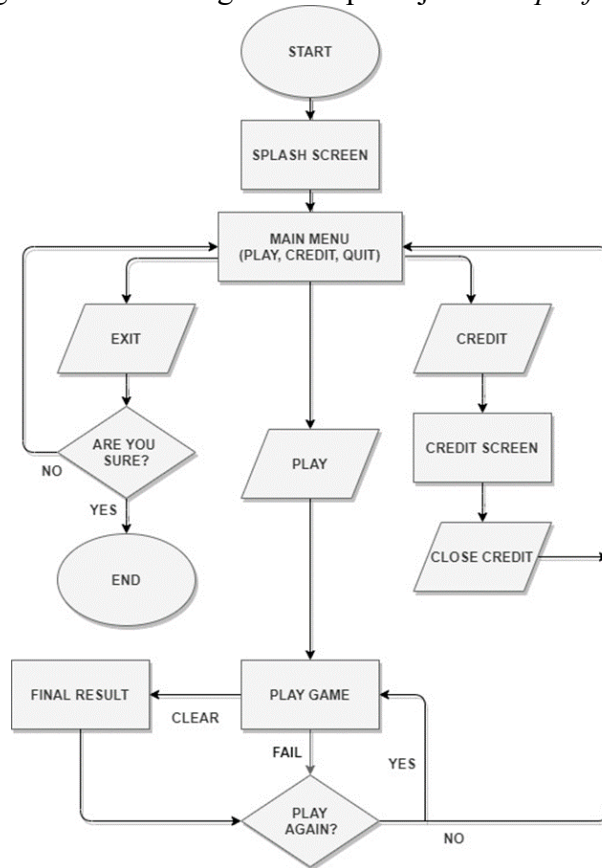 START
SPLASH SCREEN
MAIN MENU
(PLAY, CREDIT, QUIT)
EXIT
CREDIT
ARE YOU
SURE?
NO
YES
CREDIT SCREEN
PLAY
CLOSE CREDIT
END
FINAL RESULT
PLAY GAME
CLEAR
FAIL
YES
PLAY
AGAIN?
NO